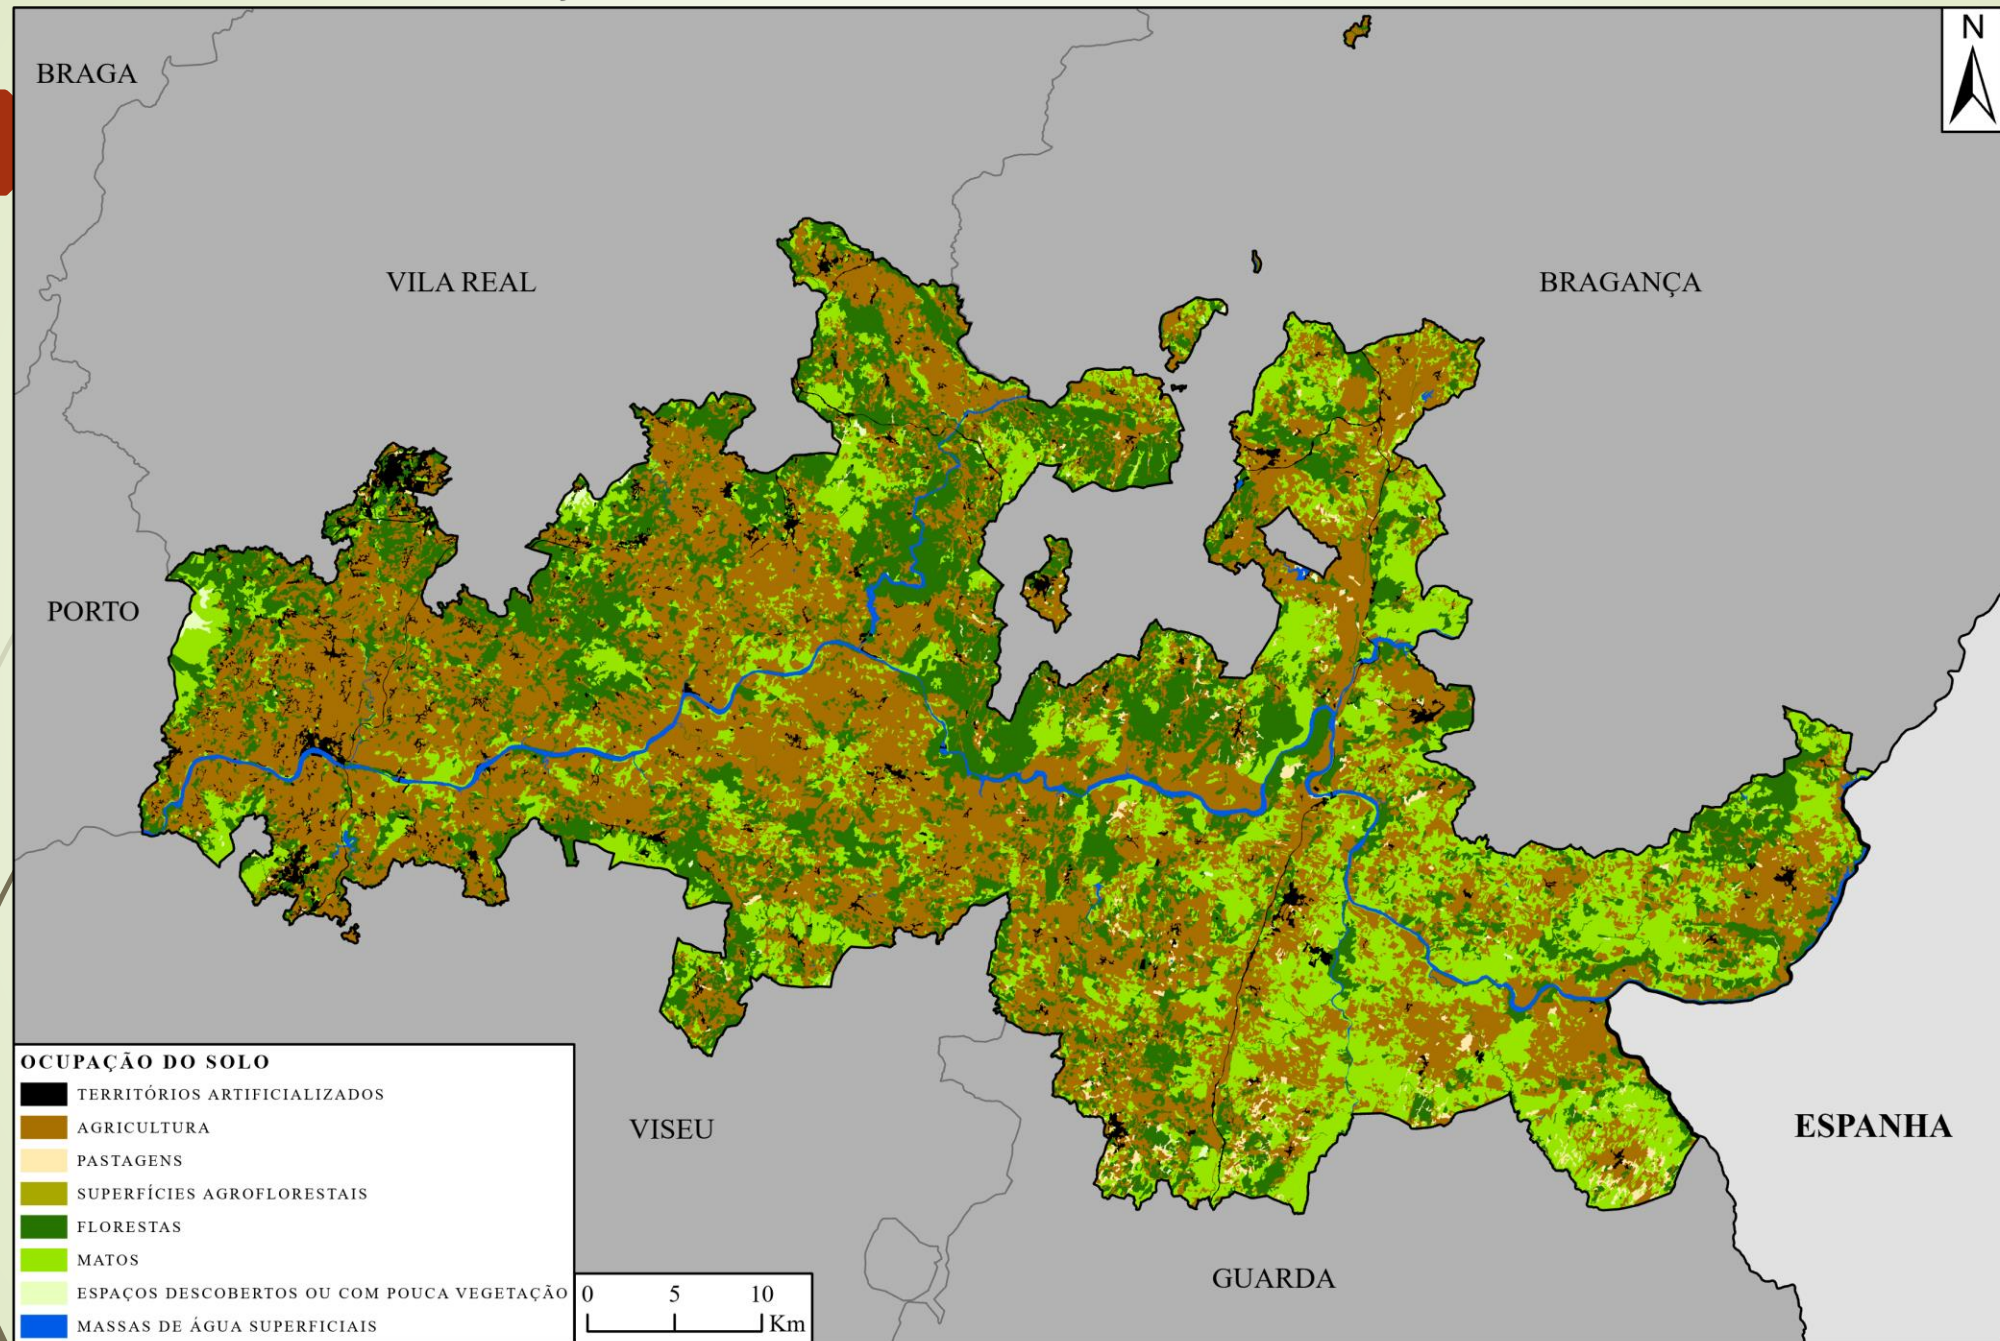 N
BRAGA
VILA REAL
BRAGANÇA
PORTO
VISEU
ESPANHA
GUARDA
OCUPAÇÃO DO SOLO
TERRITÓRIOS ARTIFICIALIZADOS
AGRICULTURA
PASTAGENS
SUPERFÍCIES AGROFLORESTAIS
FLORESTAS
MATOS
ESPAÇOS DESCOBERTOS OU COM POUCA VEGETAÇÃO
MASSAS DE ÁGUA SUPERFICIAIS
0 5 10
Km